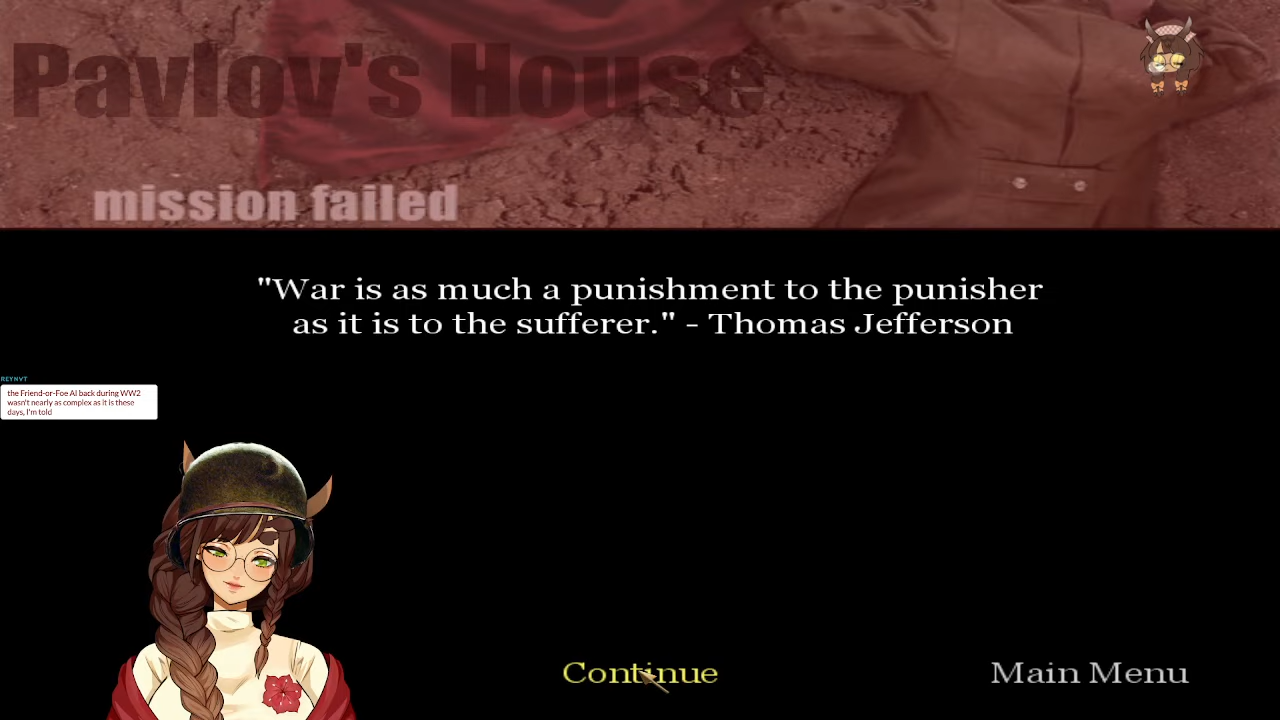 Pavlov's House
mission failed
"War is as much a punishment to the punisher
as it is to the sufferer." - Thomas Jefferson
REYNVT
the Friend-or-Foe AI back during WW2
wasn't nearly as complex as it is these
days, I'm told
Continue
Main Menu